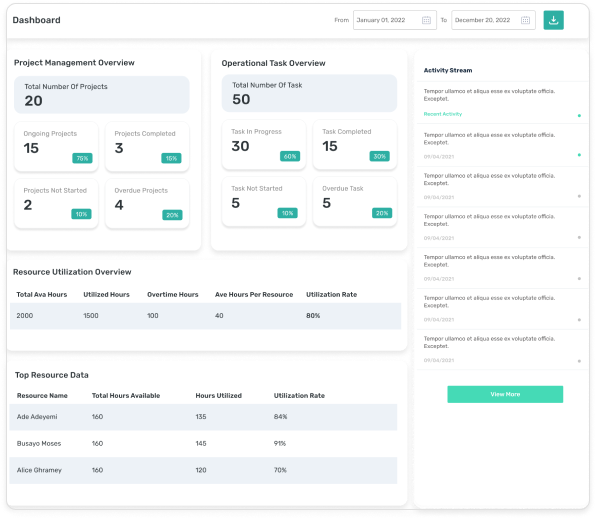 Dashboard
From January 01, 2022 To December 20, 2022
Project Management Overview
Total Number Of Projects
20
Ongoing Projects
15
75%
Projects Completed
3
15%
Projects Not Started
2
10%
Overdue Projects
4
20%
Operational Task Overview
Total Number Of Task
50
Task In Progress
30
60%
Task Completed
15
30%
Task Not Started
5
10%
Overdue Task
5
20%
Resource Utilization Overview
Total Ava Hours Utilized Hours Overtime Hours Ave Hours Per Resource Utilization Rate
2000 1500 100 40 80%
Top Resource Data
Resource Name Total Hours Available Hours Utilized Utilization Rate
Ade Adeyemi 160 135 84%
Busayo Moses 160 145 91%
Alice Ghramey 160 120 70%
Activity Stream
Tempor ullamco et aliqua esse ex voluptate officia.
Exceptet.
Recent Activity
Tempor ullamco et aliqua esse ex voluptate officia.
Exceptet.
09/04/2021
Tempor ullamco et aliqua esse ex voluptate officia.
Exceptet.
09/04/2021
Tempor ullamco et aliqua esse ex voluptate officia.
Exceptet.
09/04/2021
Tempor ullamco et aliqua esse ex voluptate officia.
Exceptet.
09/04/2021
Tempor ullamco et aliqua esse ex voluptate officia.
Exceptet.
09/04/2021
Tempor ullamco et aliqua esse ex voluptate officia.
Exceptet.
09/04/2021
View More